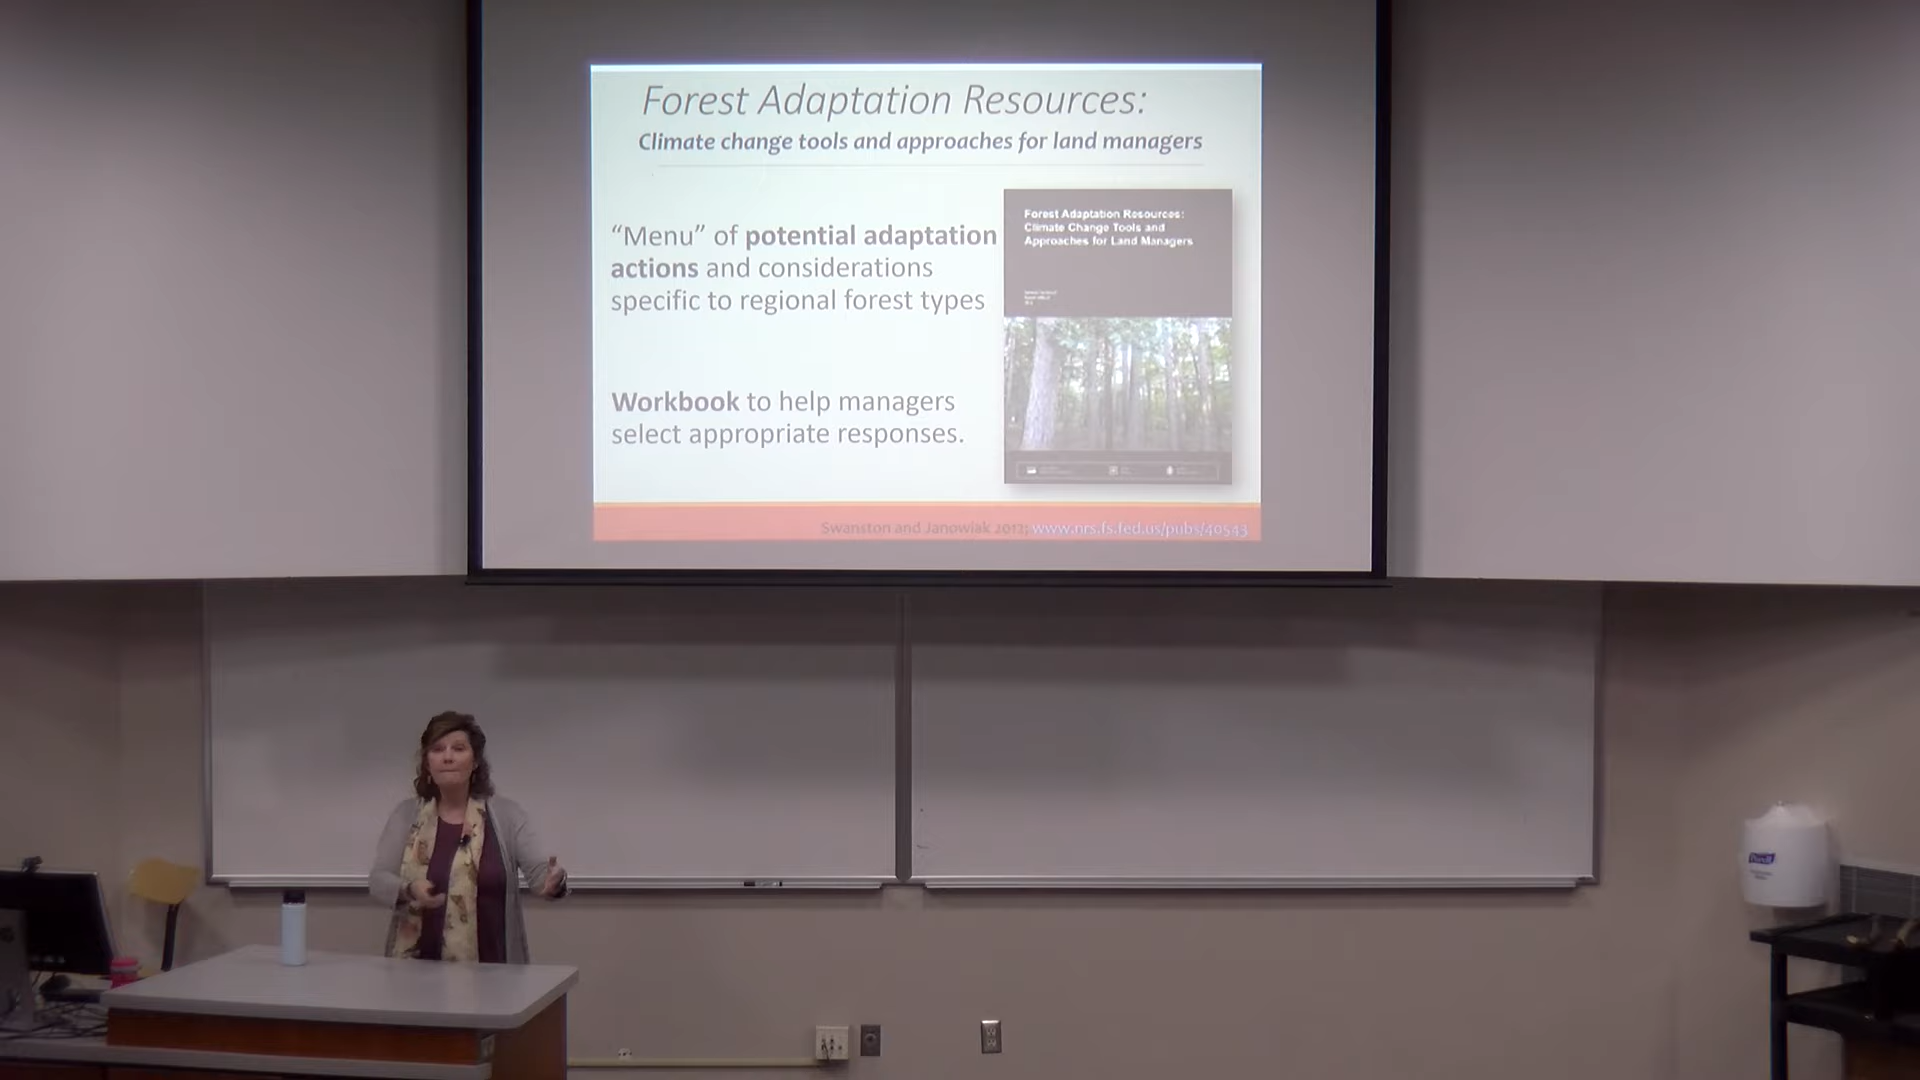 Forest Adaptation Resources:
Climate change tools and approaches for land managers
“Menu” of potential adaptation
actions and considerations
specific to regional forest types
Workbook to help managers
select appropriate responses.
Forest Adaptation Resources:
Climate Change Tools and
Approaches for Land Managers
Swanston and Janowiak 2012; www.nrs.fs.fed.us/pubs/40543
Purell